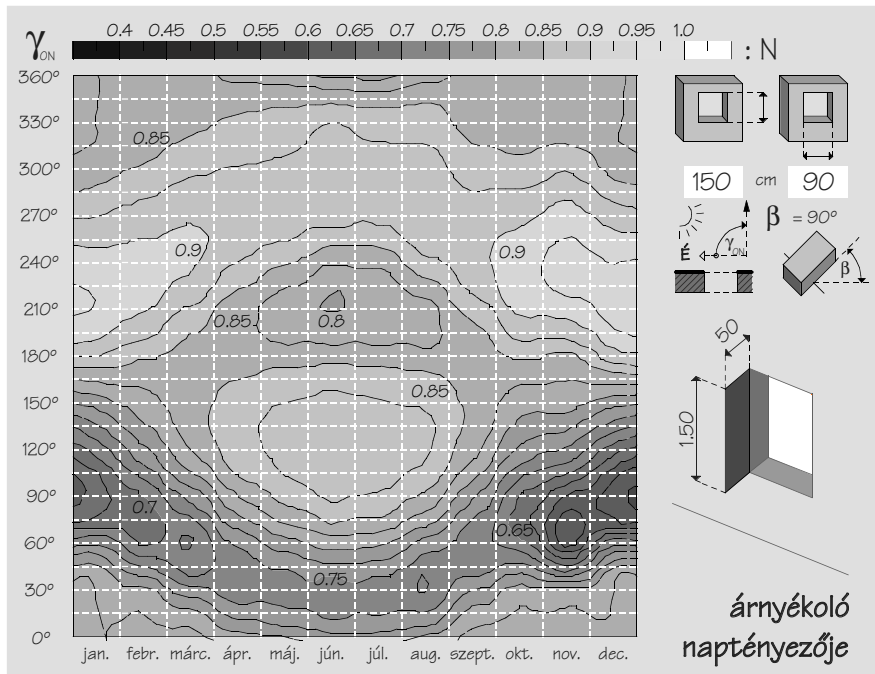 0.4 0.45 0.5 0.55 0.6 0.65 0.7 0.75 0.8 0.85 0.9 0.95 1.0
γON : N
360°
330°
300°
270°
240°
210°
180°
150°
120°
90°
60°
30°
0°
0.85
0.9
0.9
0.85
0.8
0.85
0.7
0.65
0.75
jan. febr. márc. ápr. máj. jún. júl. aug. szept. okt. nov. dec.
150 cm 90
β = 90°
É γON
β
50
1.50
árnyékoló
naptényezője